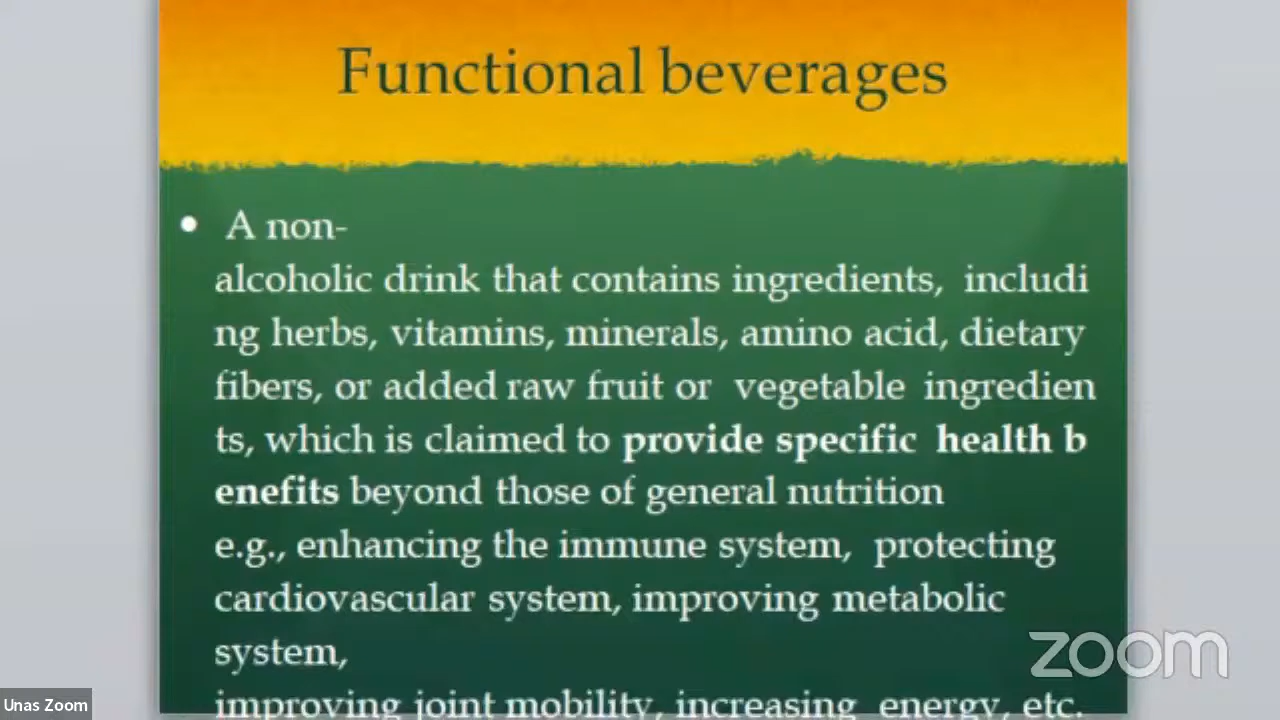 Functional beverages
• A non-
alcoholic drink that contains ingredients, includi
ng herbs, vitamins, minerals, amino acid, dietary
fibers, or added raw fruit or vegetable ingredien
ts, which is claimed to provide specific health b
enefits beyond those of general nutrition
e.g., enhancing the immune system, protecting
cardiovascular system, improving metabolic
system,
improving joint mobility, increasing energy, etc.
zoom
Unas Zoom